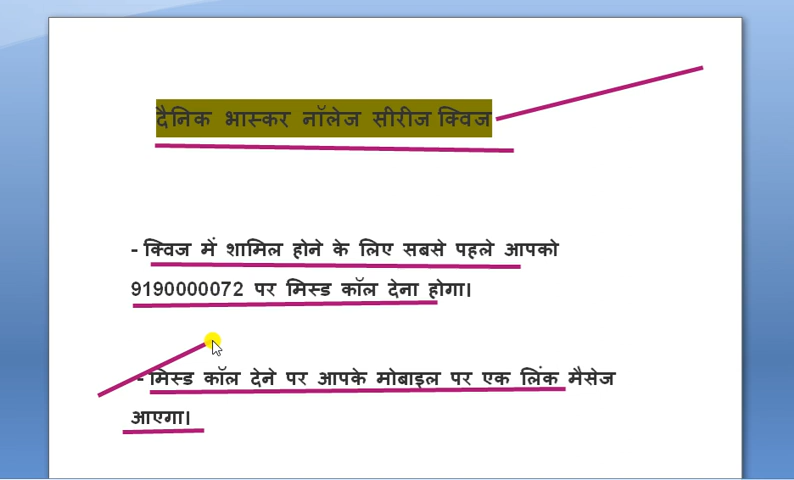 दैनिक भास्कर नॉलेज सीरीज क्विज
- क्विज में शामिल होने के लिए सबसे पहले आपको
9190000072 पर मिस्ड कॉल देना होगा।
- मिस्ड कॉल देने पर आपके मोबाइल पर एक लिंक मैसेज
आएगा।